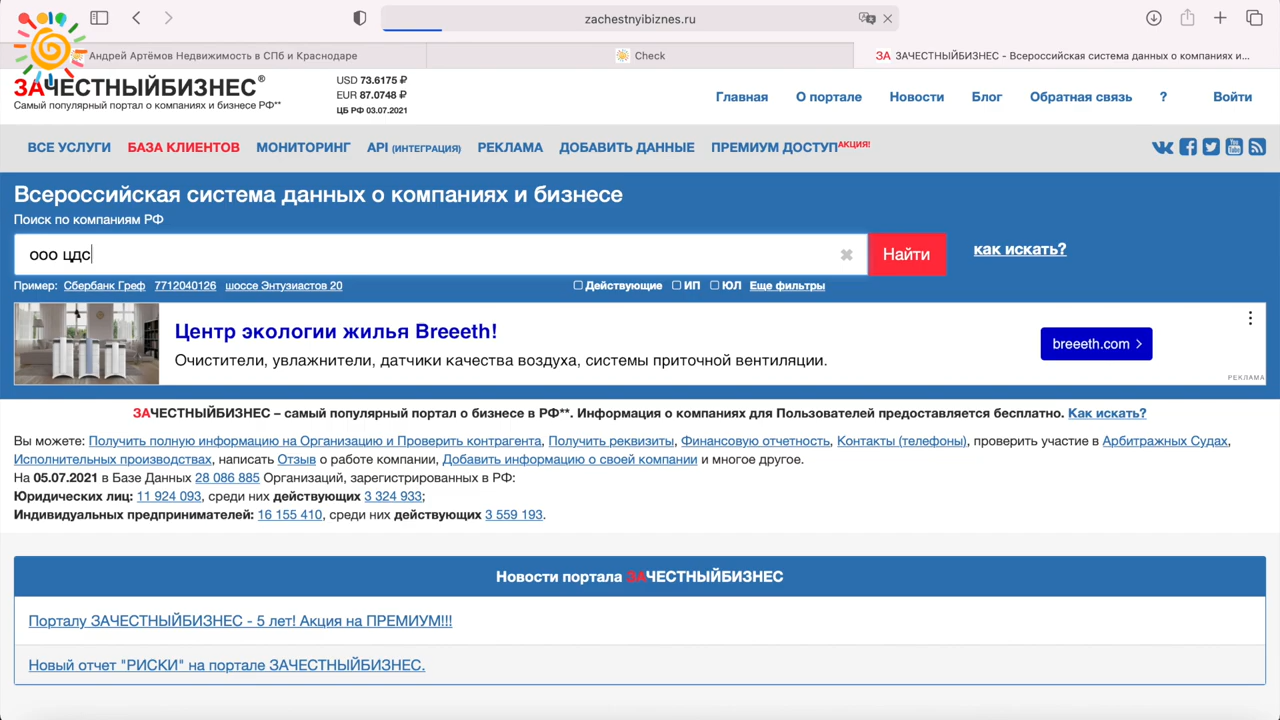 zachestnyibiznes.ru
Андрей Артёмов Недвижимость в СПб и Краснодаре
Check
ЗА ЗАЧЕСТНЫЙБИЗНЕС - Всероссийская система данных о компаниях и...
ЗАЧЕСТНЫЙБИЗНЕС®
Самый популярный портал о компаниях и бизнесе РФ**
USD 73.6175 ₽
EUR 87.0748 ₽
ЦБ РФ 03.07.2021
Главная О портале Новости Блог Обратная связь ? Войти
ВСЕ УСЛУГИ БАЗА КЛИЕНТОВ МОНИТОРИНГ API (ИНТЕГРАЦИЯ) РЕКЛАМА ДОБАВИТЬ ДАННЫЕ ПРЕМИУМ ДОСТУП АКЦИЯ!
Всероссийская система данных о компаниях и бизнесе
Поиск по компаниям РФ
ооо цдс
Найти
как искать?
Пример: Сбербанк Греф 7712040126 шоссе Энтузиастов 20
Действующие ИП ЮЛ Еще фильтры
Центр экологии жилья Breeeth!
Очистители, увлажнители, датчики качества воздуха, системы приточной вентиляции.
breeeth.com
РЕКЛАМА
ЗАЧЕСТНЫЙБИЗНЕС – самый популярный портал о бизнесе в РФ**. Информация о компаниях для Пользователей предоставляется бесплатно. Как искать?
Вы можете: Получить полную информацию на Организацию и Проверить контрагента, Получить реквизиты, Финансовую отчетность, Контакты (телефоны), проверить участие в Арбитражных Судах,
Исполнительных производствах, написать Отзыв о работе компании, Добавить информацию о своей компании и многое другое.
На 05.07.2021 в Базе Данных 28 086 885 Организаций, зарегистрированных в РФ:
Юридических лиц: 11 924 093, среди них действующих 3 324 933;
Индивидуальных предпринимателей: 16 155 410, среди них действующих 3 559 193.
Новости портала ЗАЧЕСТНЫЙБИЗНЕС
Порталу ЗАЧЕСТНЫЙБИЗНЕС - 5 лет! Акция на ПРЕМИУМ!!!
Новый отчет "РИСКИ" на портале ЗАЧЕСТНЫЙБИЗНЕС.